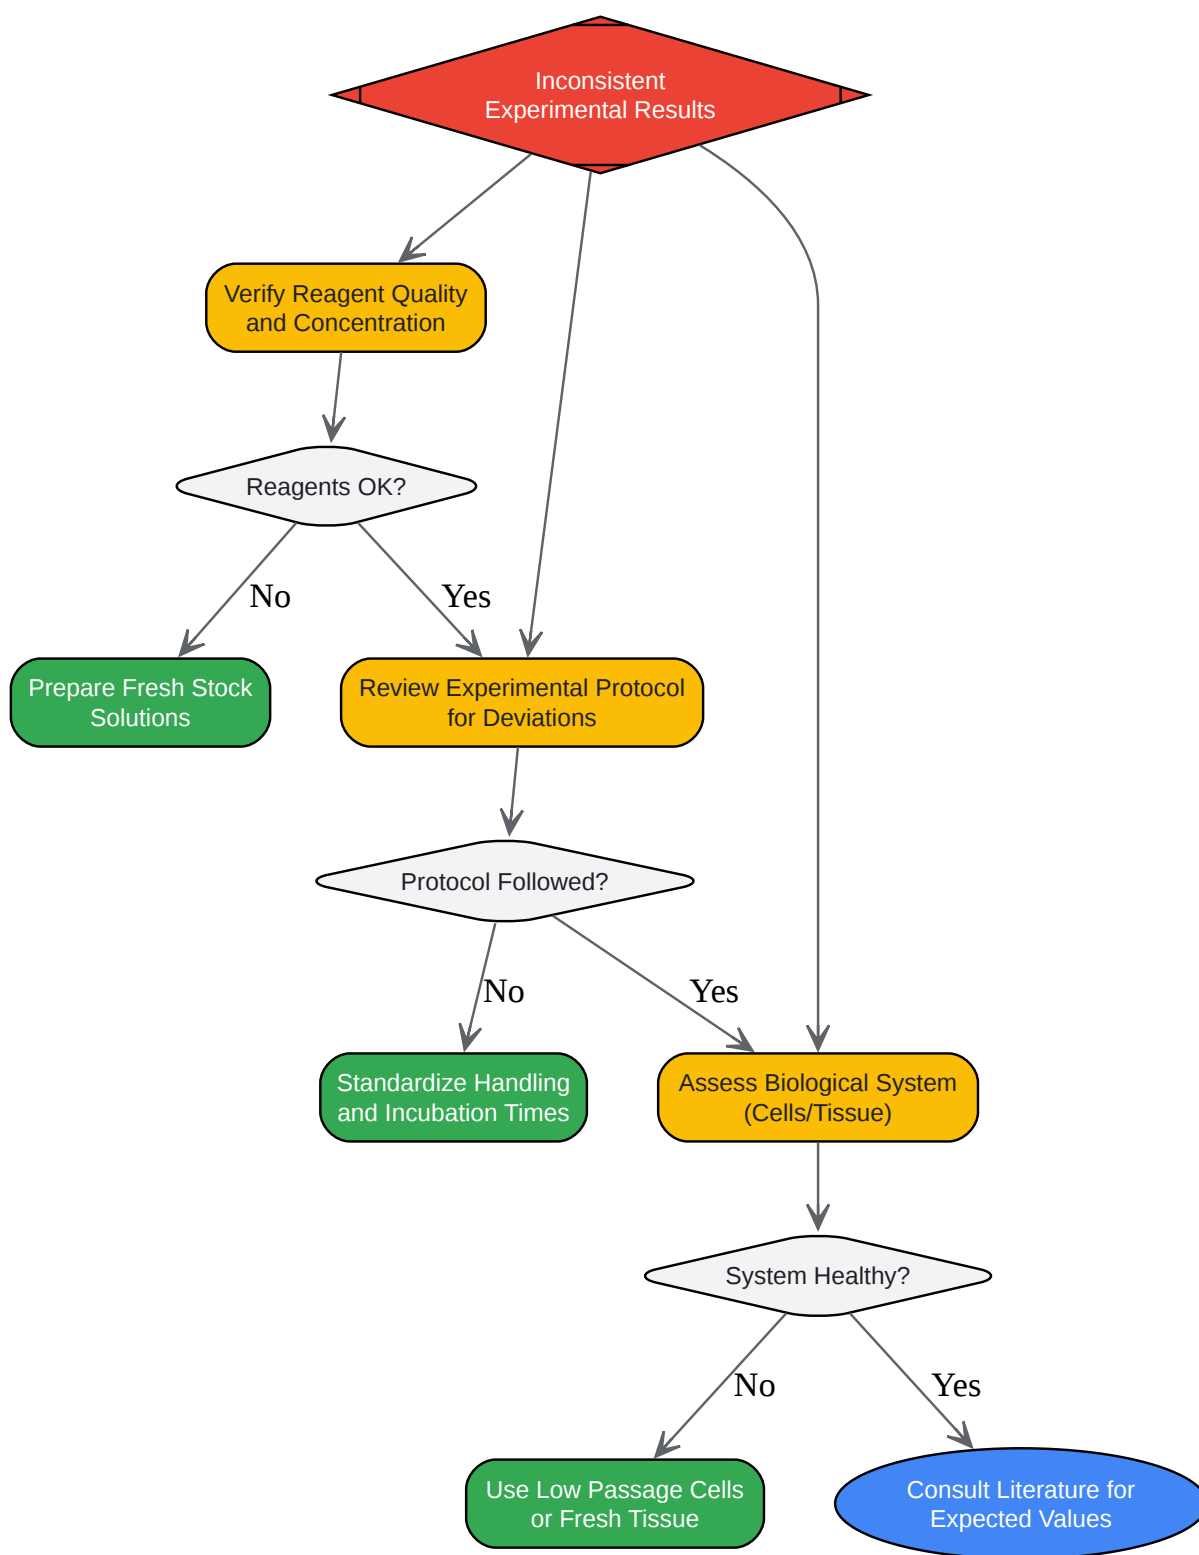 Inconsistent
Experimental Results
Verify Reagent Quality
and Concentration
Reagents OK?
No
Yes
Prepare Fresh Stock
Solutions
Review Experimental Protocol
for Deviations
Protocol Followed?
No
Yes
Standardize Handling
and Incubation Times
Assess Biological System
(Cells/Tissue)
System Healthy?
No
Yes
Use Low Passage Cells
or Fresh Tissue
Consult Literature for
Expected Values